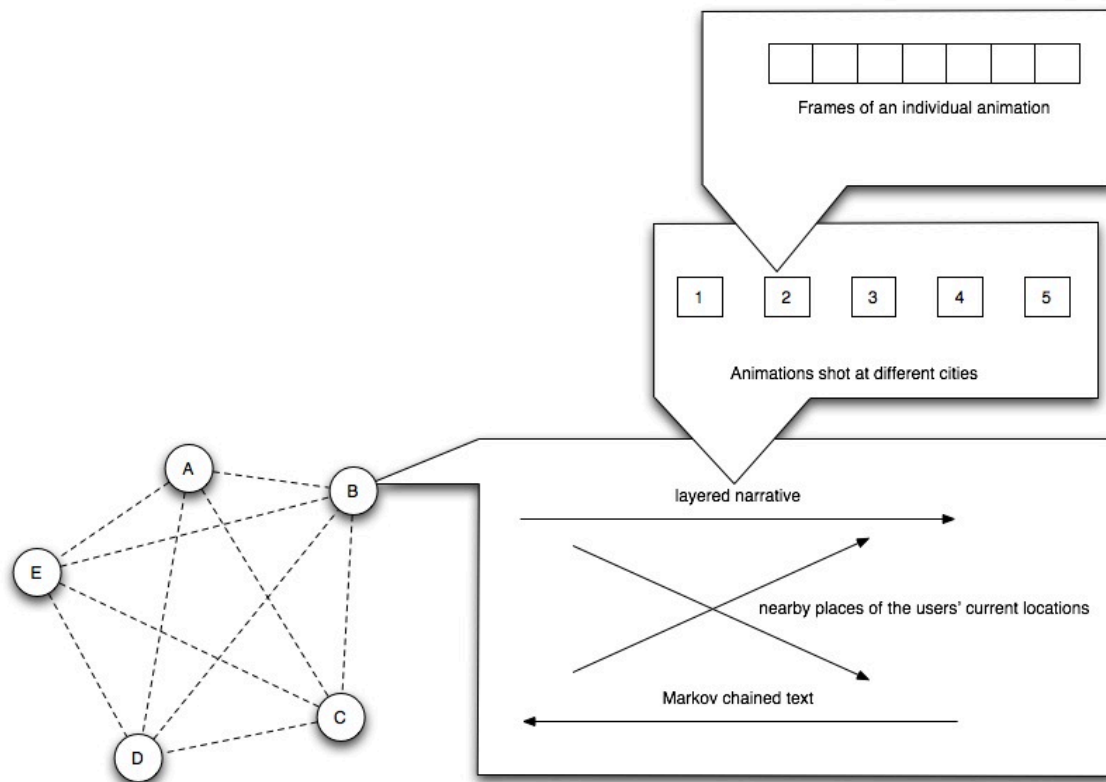 Frames of an individual animation
1 2 3 4 5
Animations shot at different cities
A
B
layered narrative
E
nearby places of the users' current locations
Markov chained text
C
D